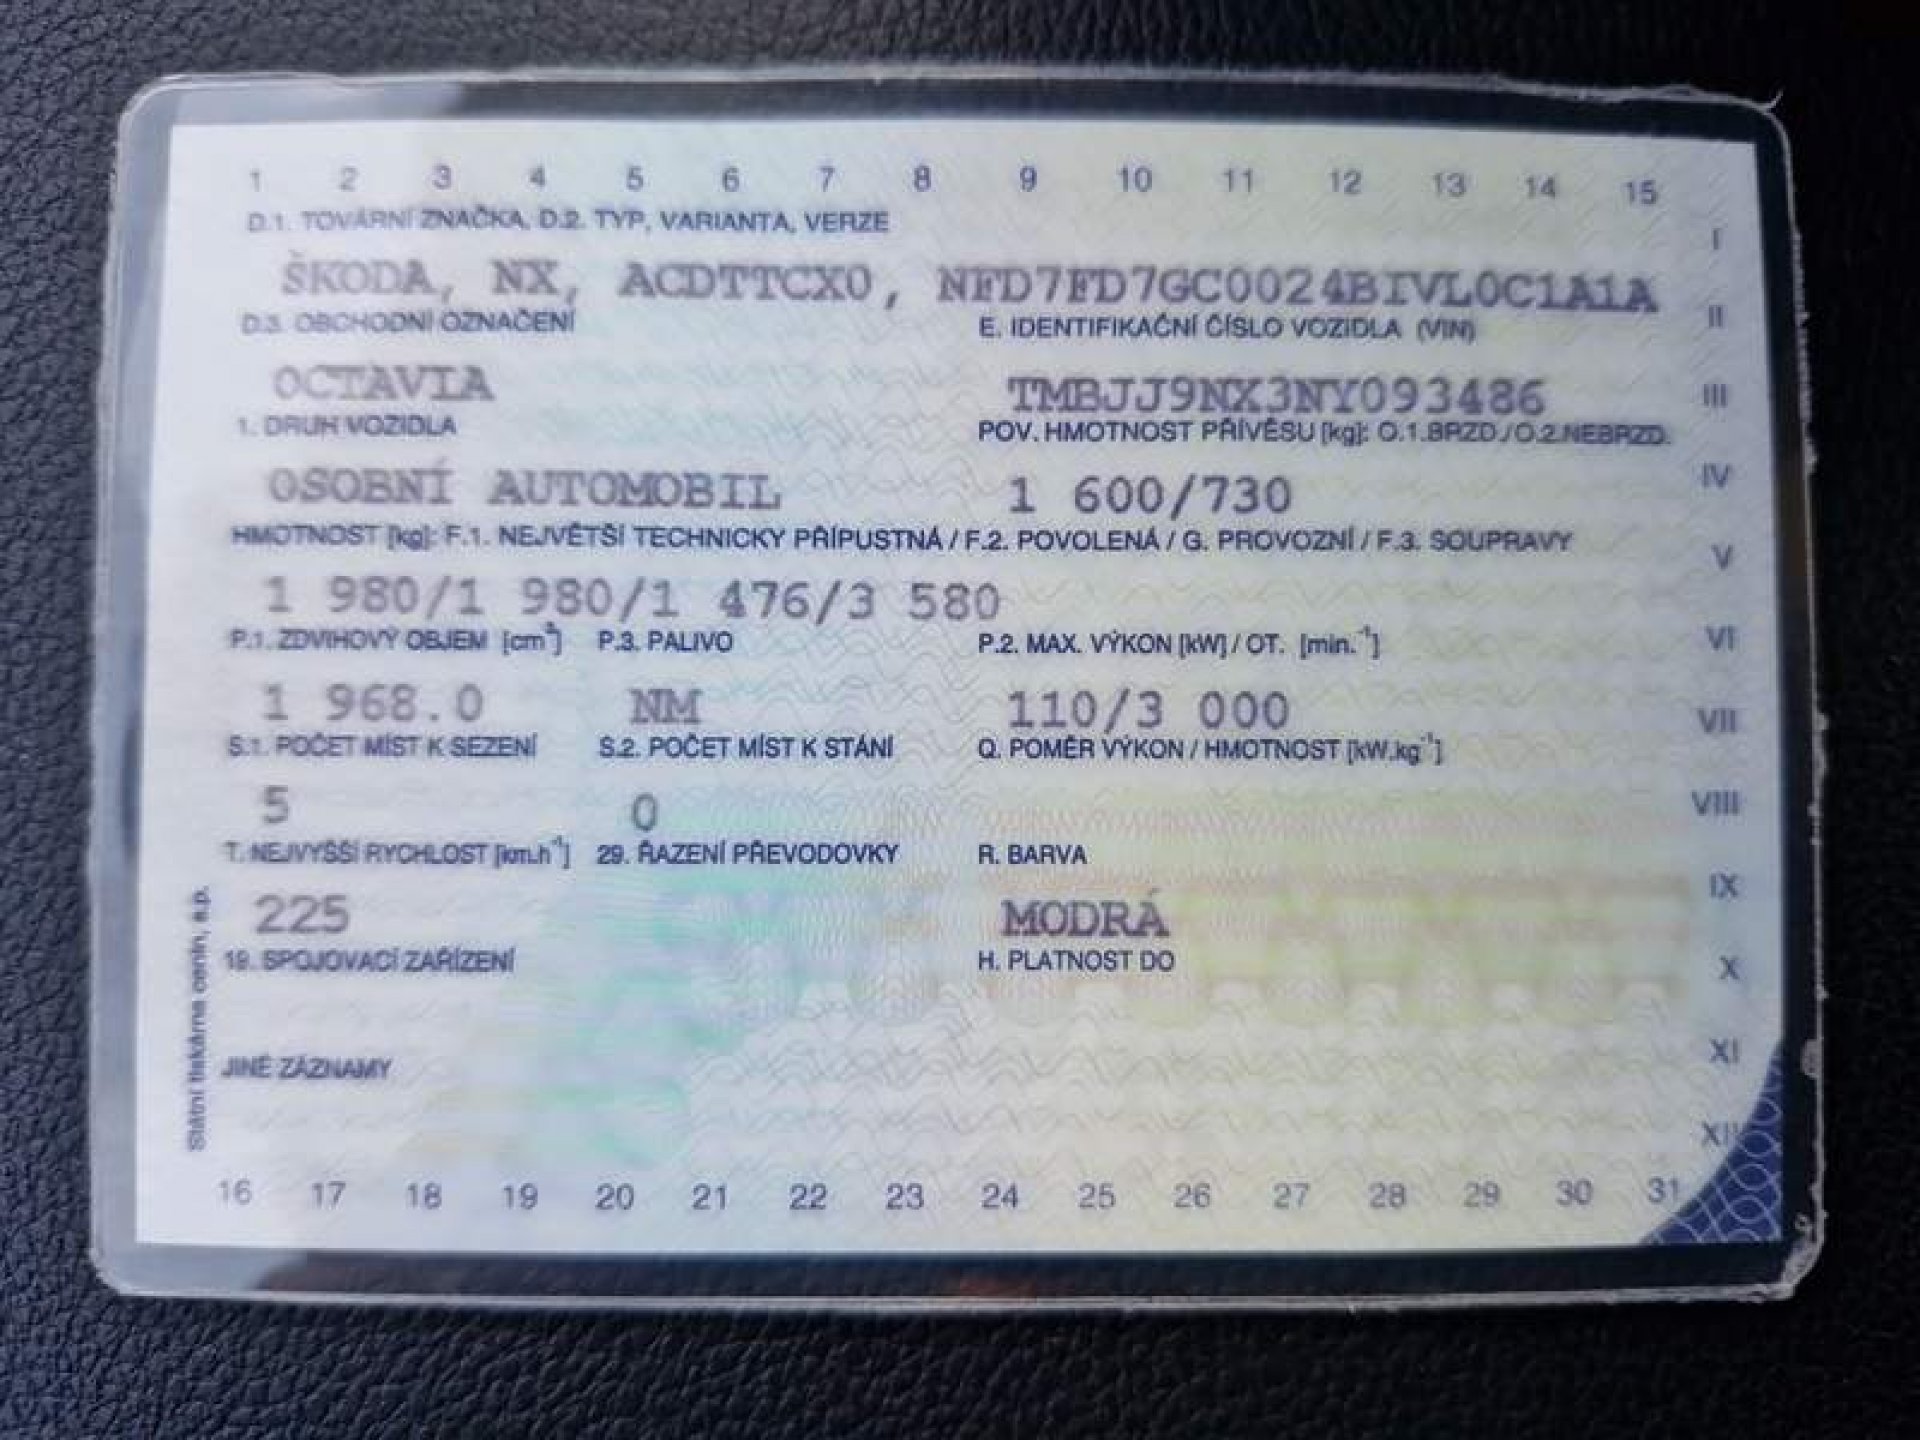 1 2 3 4 5 6 7 8 9 10 11 12 13 14 15
D.1. TOVÁRNÍ ZNAČKA, D.2. TYP, VARIANTA, VERZE
I
ŠKODA, NX, ACDTTCX0, NFD7FD7GC0024BIVL0C1A1A
D.3. OBCHODNÍ OZNAČENÍ E. IDENTIFIKAČNÍ ČÍSLO VOZIDLA (VIN) II
OCTAVIA TMBJJ9NX3NY093486 III
1. DRUH VOZIDLA POV. HMOTNOST PŘÍVĚSU [kg]: O.1.BRZD./O.2.NEBRZD.
OSOBNÍ AUTOMOBIL 1 600/730 IV
HMOTNOST [kg]: F.1. NEJVĚTŠÍ TECHNICKY PŘÍPUSTNÁ / F.2. POVOLENÁ / G. PROVOZNÍ / F.3. SOUPRAVY V
1 980/1 980/1 476/3 580
P.1. ZDVIHOVÝ OBJEM [cm³] P.3. PALIVO P.2. MAX. VÝKON [kW] / OT. [min.⁻¹] VI
1 968.0 NM 110/3 000 VII
S.1. POČET MÍST K SEZENÍ S.2. POČET MÍST K STÁNÍ Q. POMĚR VÝKON / HMOTNOST [kW.kg⁻¹]
5 0 VIII
T. NEJVYŠŠÍ RYCHLOST [km.h⁻¹] 29. ŘAZENÍ PŘEVODOVKY R. BARVA
225 MODRÁ IX
19. SPOJOVACÍ ZAŘÍZENÍ H. PLATNOST DO X
JINÉ ZÁZNAMY XI
XII
16 17 18 19 20 21 22 23 24 25 26 27 28 29 30 31
Státní tiskárna cenin, s.p.